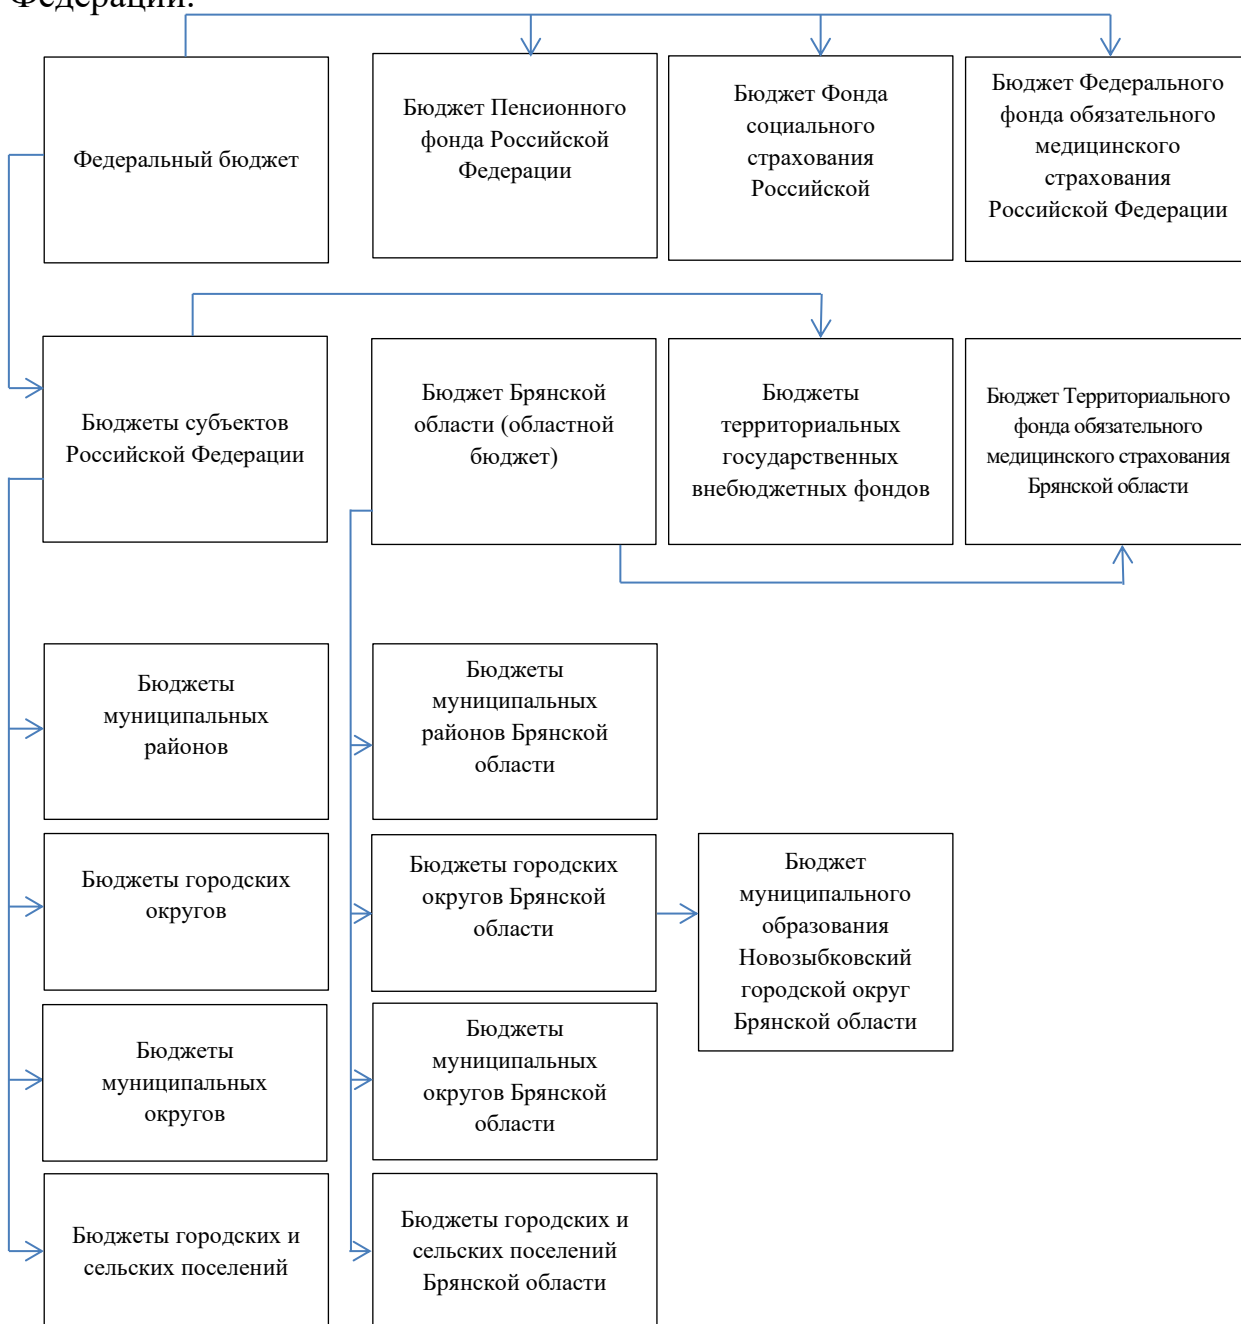 Федерации.
Федеральный бюджет
Бюджет Пенсионного
фонда Российской
Федерации
Бюджет Фонда
социального
страхования
Российской
Бюджет Федерального
фонда обязательного
медицинского
страхования
Российской Федерации
Бюджеты субъектов
Российской Федерации
Бюджет Брянской
области (областной
бюджет)
Бюджеты
территориальных
государственных
внебюджетных фондов
Бюджет Территориального
фонда обязательного
медицинского страхования
Брянской области
Бюджеты
муниципальных
районов
Бюджеты
муниципальных
районов Брянской
области
Бюджеты городских
округов
Бюджеты городских
округов Брянской
области
Бюджет
муниципального
образования
Новозыбковский
городской округ
Брянской области
Бюджеты
муниципальных
округов
Бюджеты
муниципальных
округов Брянской
области
Бюджеты городских и
сельских поселений
Бюджеты городских и
сельских поселений
Брянской области